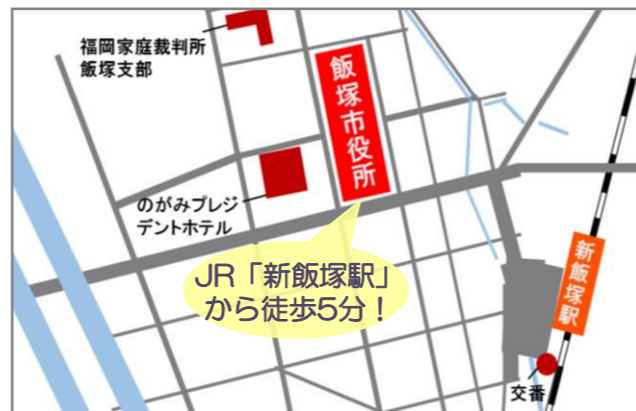 福岡家庭裁判所
飯塚支部
飯塚市役所
のがみプレジ
デントホテル
JR「新飯塚駅」
から徒歩5分！
新飯塚駅
交番